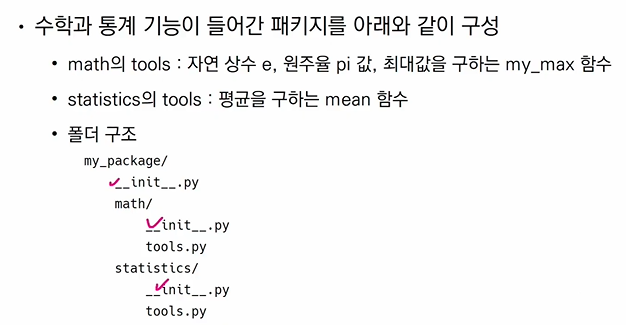 • 수학과 통계 기능이 들어간 패키지를 아래와 같이 구성
• math의 tools : 자연 상수 e, 원주율 pi 값, 최대값을 구하는 my_max 함수
• statistics의 tools : 평균을 구하는 mean 함수
• 폴더 구조
my_package/
__init__.py
math/
__init__.py
tools.py
statistics/
__init__.py
tools.py